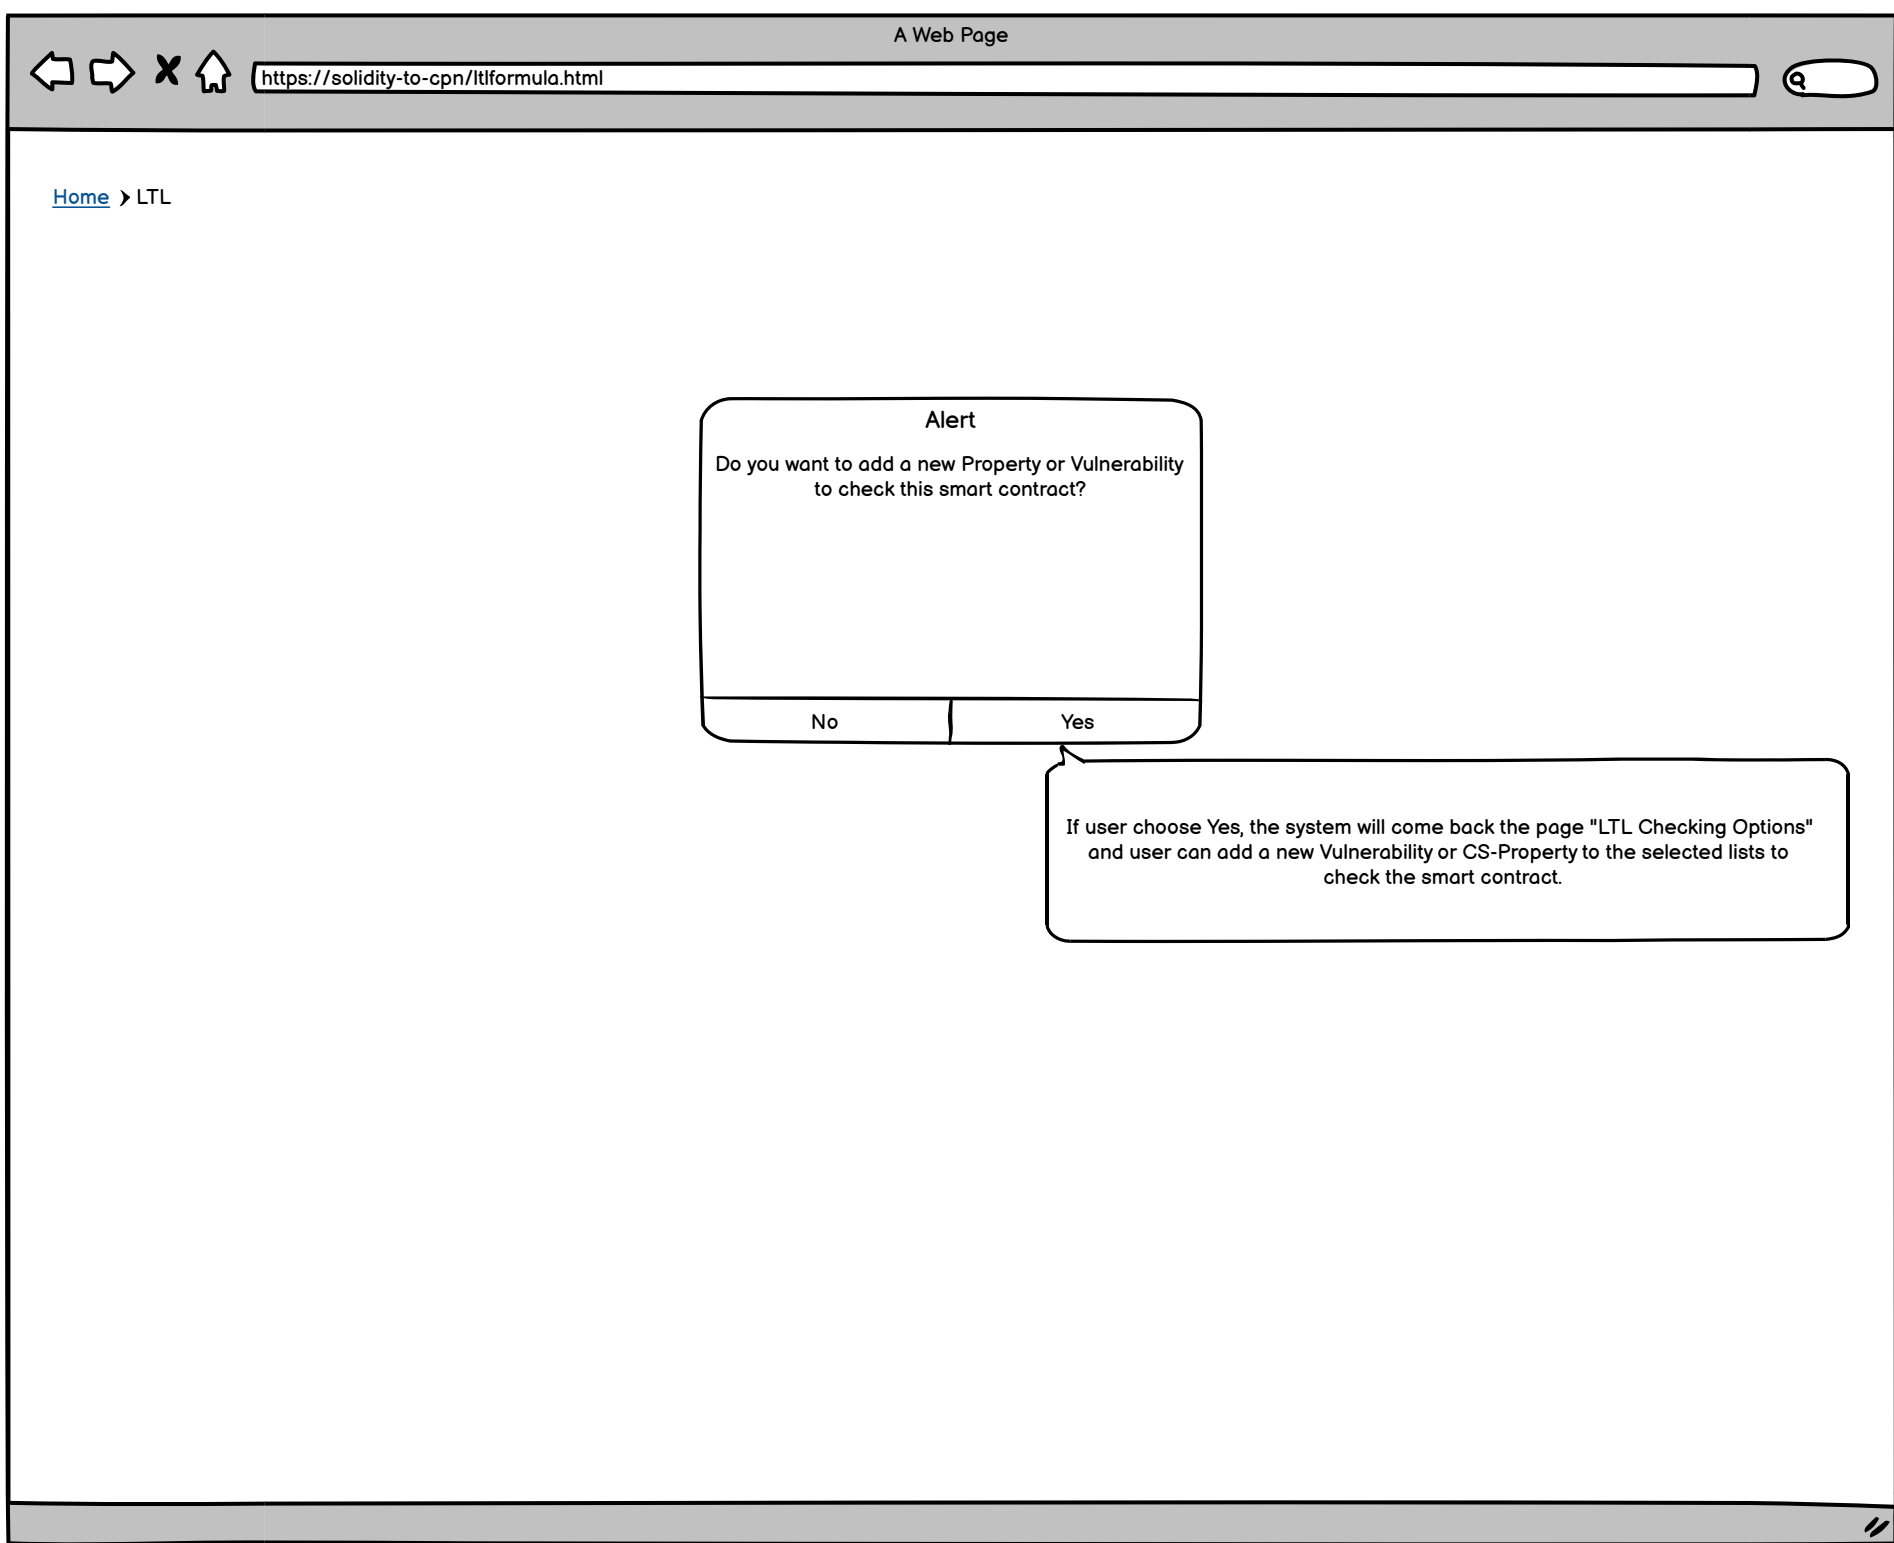 A Web Page
https://solidity-to-cpn/ltlformula.html
Home LTL
Alert
Do you want to add a new Property or Vulnerability
to check this smart contract?
No Yes
If user choose Yes, the system will come back the page "LTL Checking Options"
and user can add a new Vulnerability or CS-Property to the selected lists to
check the smart contract.